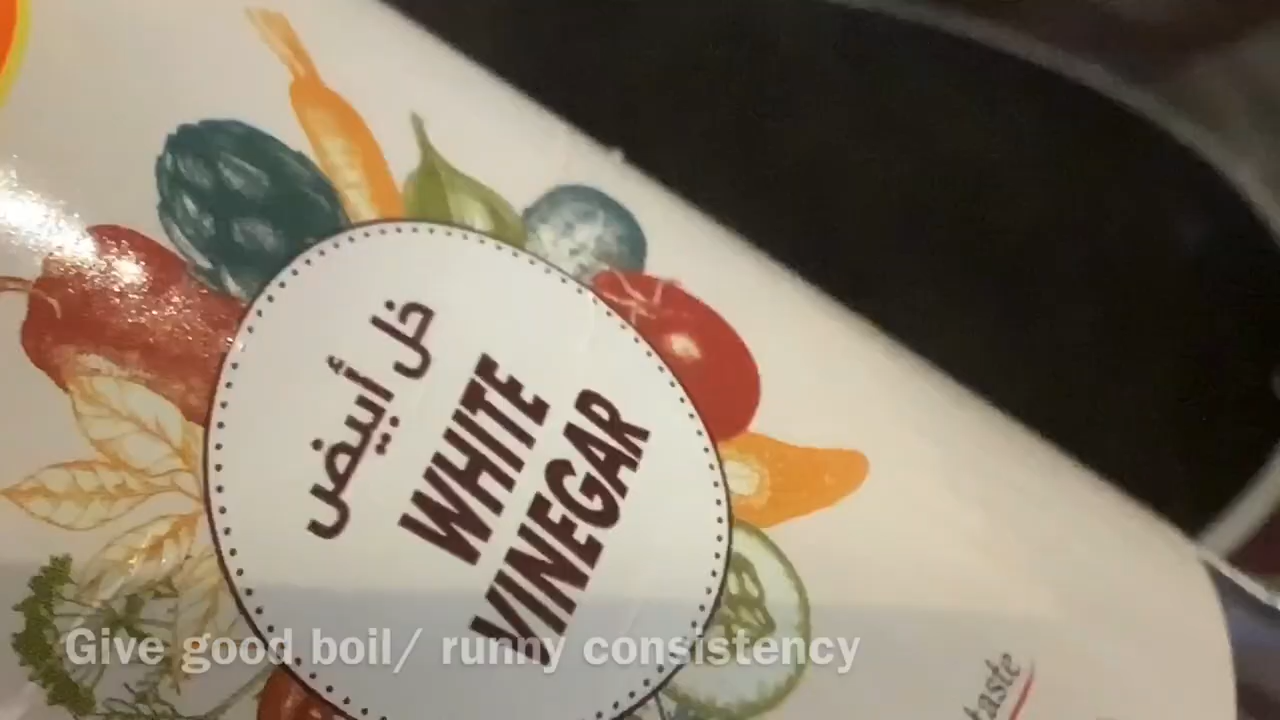 خل أبيض
WHITE
VINEGAR
taste
Give good boil/ runny consistency